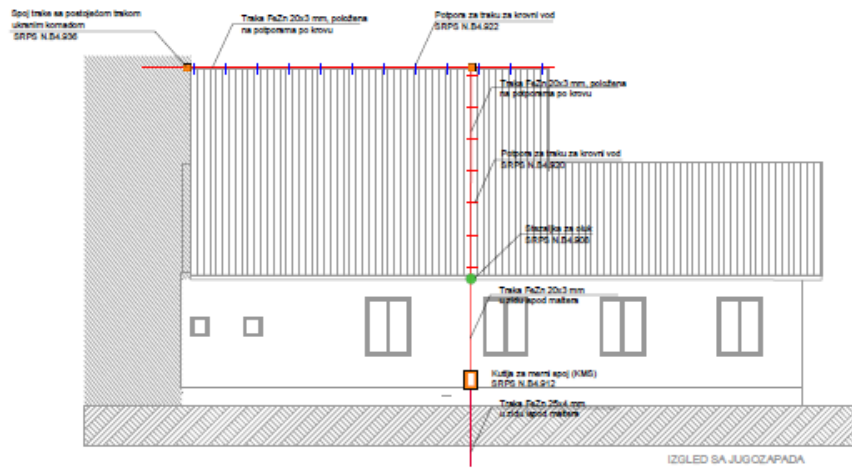 Spoj trake sa postojećom trakom
ukrsnim komadom
SRPS N.B4.936
Traka FeZn 20x3 mm, položena
na potporama po krovu
Potpora za traku za krovni vod
SRPS N.B4.922
Traka FeZn 20x3 mm, položena
na potporama po krovu
Potpora za traku za krovni vod
SRPS N.B4.920
Stezaljka za oluk
SRPS N.B4.908
Traka FeZn 20x3 mm
u zidu ispod maltera
Kutija za merni spoj (KMS)
SRPS N.B4.912
Traka FeZn 25x4 mm
u zidu ispod maltera
IZGLED SA JUGOZAPADA